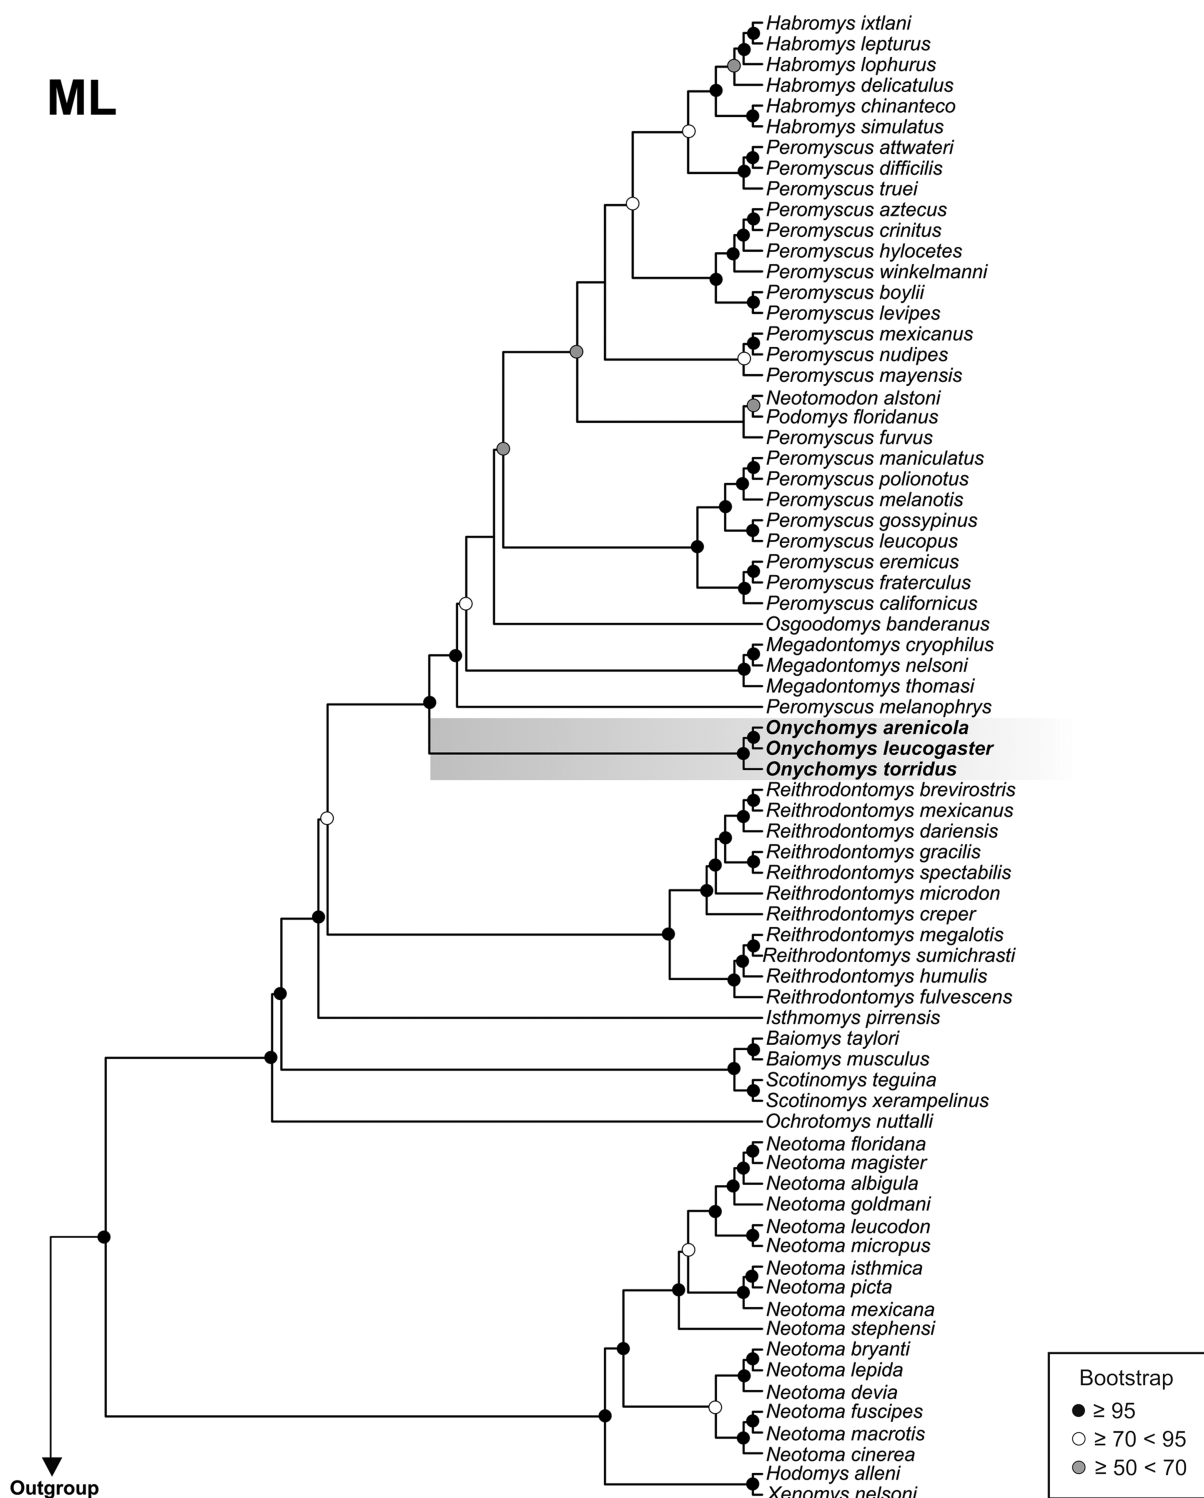 ML
Habromys ixtlani
Habromys lepturus
Habromys lophurus
Habromys delicatulus
Habromys chinanteco
Habromys simulatus
Peromyscus attwateri
Peromyscus difficilis
Peromyscus truei
Peromyscus aztecus
Peromyscus crinitus
Peromyscus hylocetes
Peromyscus winkelmanni
Peromyscus boylii
Peromyscus levipes
Peromyscus mexicanus
Peromyscus nudipes
Peromyscus mayensis
Neotomodon alstoni
Podomys floridanus
Peromyscus furvus
Peromyscus maniculatus
Peromyscus polionotus
Peromyscus melanotis
Peromyscus gossypinus
Peromyscus leucopus
Peromyscus eremicus
Peromyscus fraterculus
Peromyscus californicus
Osgoodomys banderanus
Megadontomys cryophilus
Megadontomys nelsoni
Megadontomys thomasi
Peromyscus melanophrys
Onychomys arenicola
Onychomys leucogaster
Onychomys torridus
Reithrodontomys brevirostris
Reithrodontomys mexicanus
Reithrodontomys dariensis
Reithrodontomys gracilis
Reithrodontomys spectabilis
Reithrodontomys microdon
Reithrodontomys creper
Reithrodontomys megalotis
Reithrodontomys sumichrasti
Reithrodontomys humulis
Reithrodontomys fulvescens
Isthmomys pirrensis
Baiomys taylori
Baiomys musculus
Scotinomys teguina
Scotinomys xerampelinus
Ochrotomys nuttalli
Neotoma floridana
Neotoma magister
Neotoma albigula
Neotoma goldmani
Neotoma leucodon
Neotoma micropus
Neotoma isthmica
Neotoma picta
Neotoma mexicana
Neotoma stephensi
Neotoma bryanti
Neotoma lepida
Neotoma devia
Neotoma fuscipes
Neotoma macrotis
Neotoma cinerea
Hodomys alleni
Xenomys nelsoni
Outgroup
Bootstrap
≥ 95
≥ 70 < 95
≥ 50 < 70